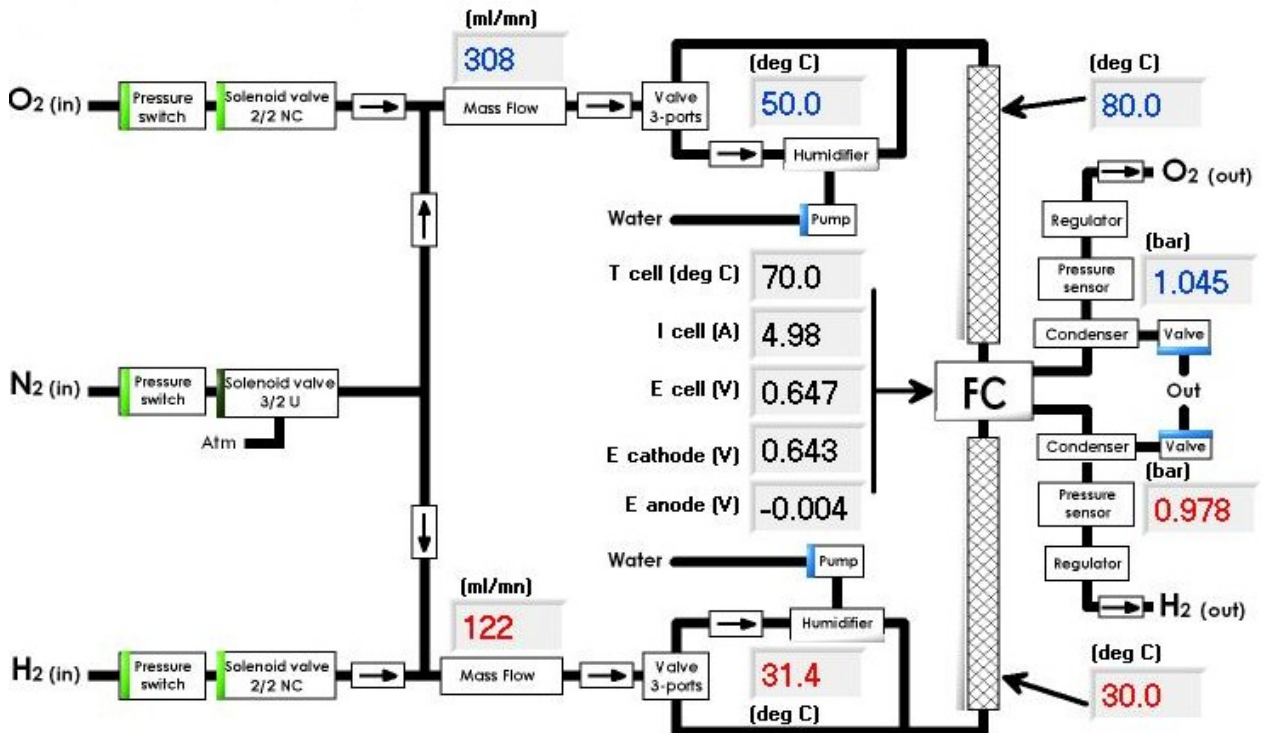 (ml/mn)
308
(deg C)
50.0
(deg C)
80.0
O2 (in)
Pressure
switch
Solenoid valve
2/2 NC
Mass Flow
Valve
3-ports
Humidifier
Water
Pump
O2 (out)
Regulator
(bar)
Pressure
sensor
1.045
Condenser
Valve
T cell (deg C)
70.0
I cell (A)
4.98
E cell (V)
0.647
E cathode (V)
0.643
E anode (V)
-0.004
FC
Out
N2 (in)
Pressure
switch
Solenoid valve
3/2 U
Atm
Condenser
Valve
(bar)
Pressure
sensor
0.978
Regulator
H2 (out)
Water
Pump
(ml/mn)
122
Humidifier
H2 (in)
Pressure
switch
Solenoid valve
2/2 NC
Mass Flow
Valve
3-ports
31.4
(deg C)
(deg C)
30.0